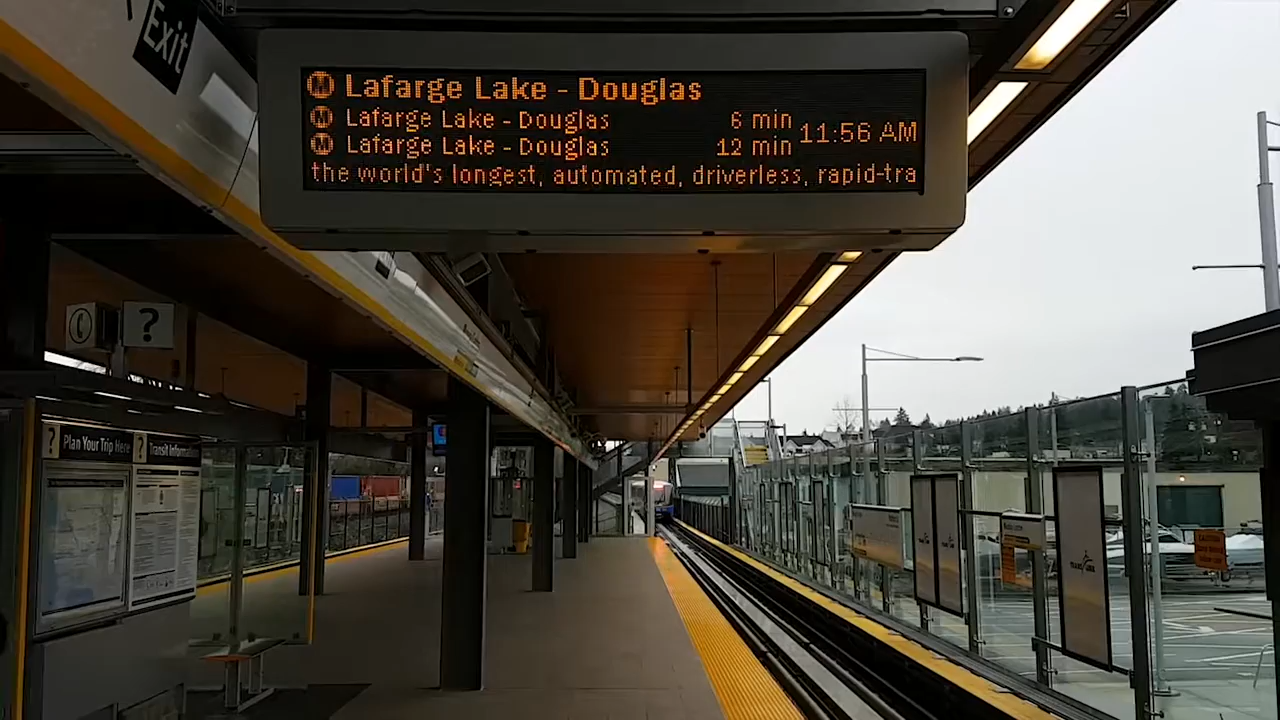 Exit
Lafarge Lake - Douglas
Lafarge Lake - Douglas 6 min
Lafarge Lake - Douglas 12 min
11:56 AM
the world's longest, automated, driverless, rapid-tra
?
? Plan Your Trip Here
? Transit Information